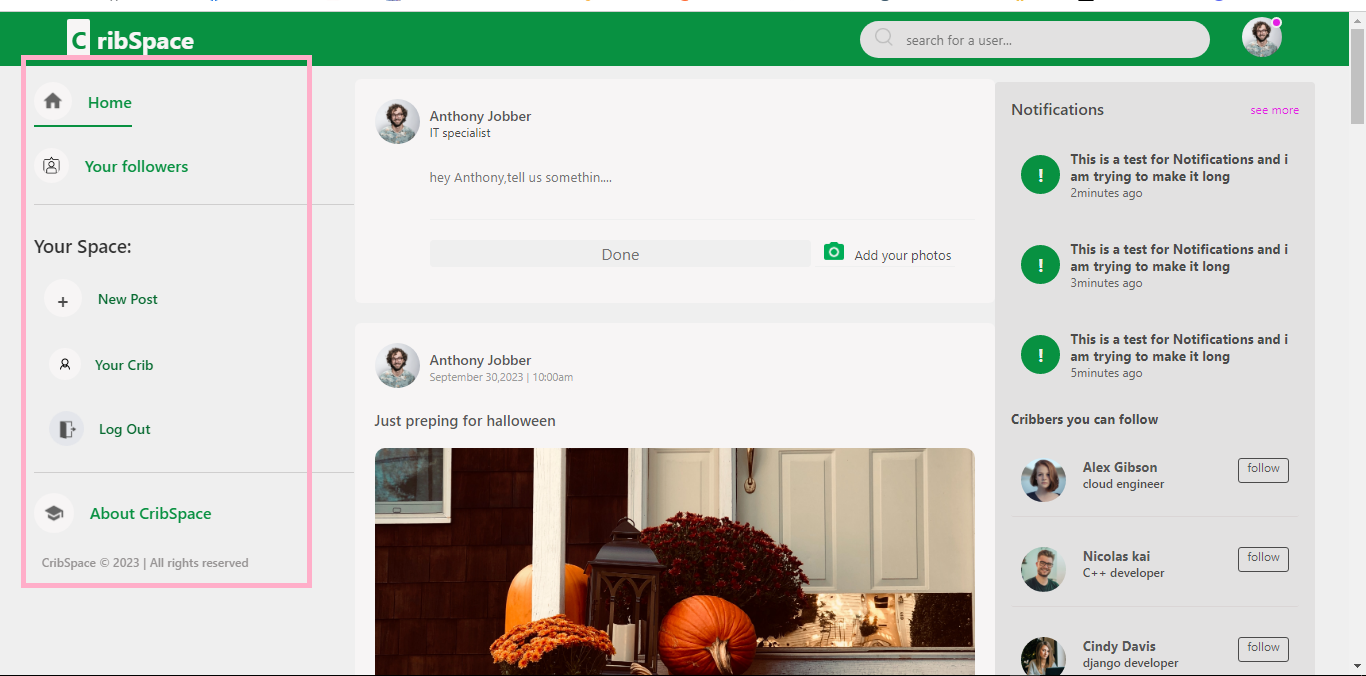 CribSpace
search for a user...
Home
Your followers
Your Space:
+ New Post
Your Crib
Log Out
About CribSpace
CribSpace © 2023 | All rights reserved
Anthony Jobber
IT specialist
hey Anthony,tell us somethin....
Done
Add your photos
Anthony Jobber
September 30,2023 | 10:00am
Just preping for halloween
Notifications
see more
!
This is a test for Notifications and i
am trying to make it long
2minutes ago
!
This is a test for Notifications and i
am trying to make it long
3minutes ago
!
This is a test for Notifications and i
am trying to make it long
5minutes ago
Cribbers you can follow
Alex Gibson
cloud engineer
follow
Nicolas kai
C++ developer
follow
Cindy Davis
django developer
follow